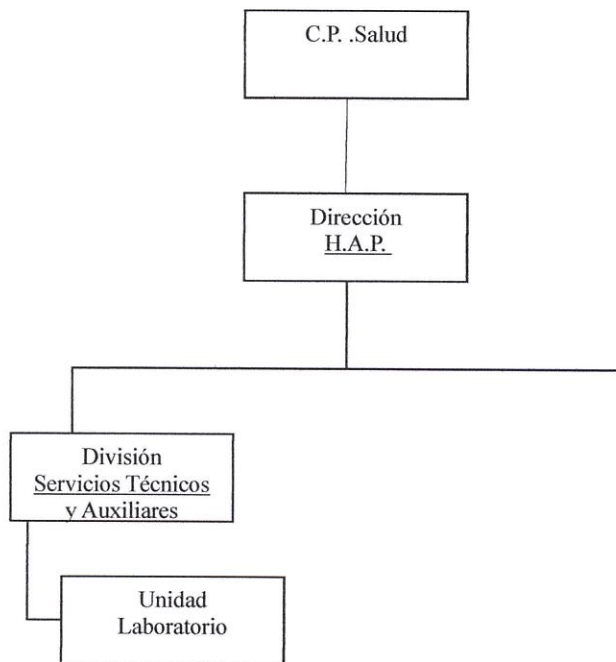 C.P. .Salud
Dirección
H.A.P.
División
Servicios Técnicos
y Auxiliares
Unidad
Laboratorio